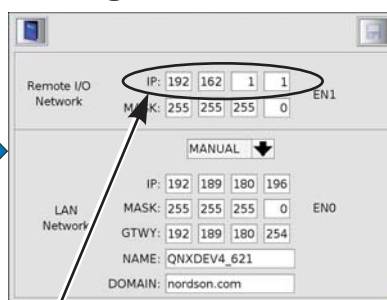 Remote I/O Network
IP: 192 162 1 1
MASK: 255 255 255 0
EN1
MANUAL
LAN Network
IP: 192 189 180 196
MASK: 255 255 255 0
EN0
GTWY: 192 189 180 254
NAME: QNXDEV4_621
DOMAIN: nordson.com